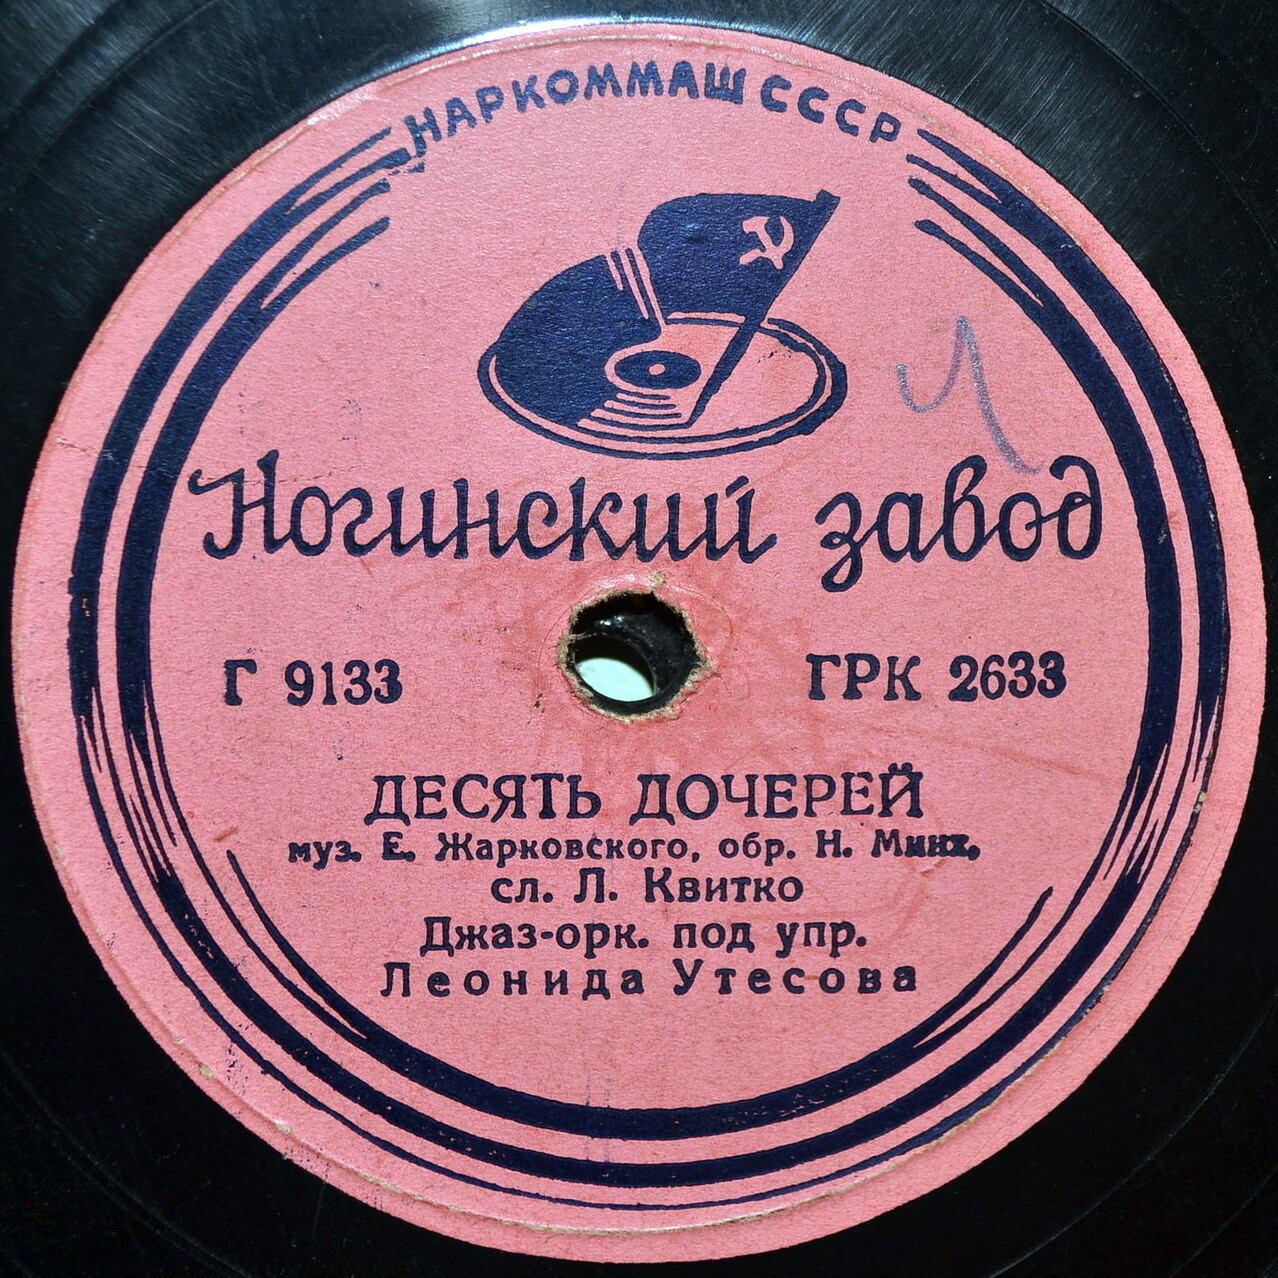 НАРКОММАШ СССР
Ногинский завод
Г 9133 ГРК 2633
ДЕСЯТЬ ДОЧЕРЕЙ
муз. Е. Жарковского, обр. Н. Минх,
сл. Л. Квитко
Джаз-орк. под упр.
Леонида Утесова